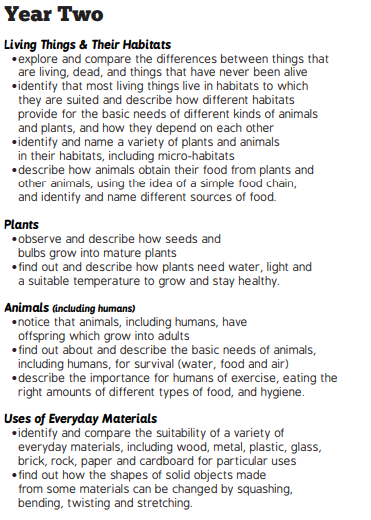 Year Two
Living Things & Their Habitats
•explore and compare the differences between things that
are living, dead, and things that have never been alive
•identify that most living things live in habitats to which
they are suited and describe how different habitats
provide for the basic needs of different kinds of animals
and plants, and how they depend on each other
•identify and name a variety of plants and animals
in their habitats, including micro-habitats
•describe how animals obtain their food from plants and
other animals, using the idea of a simple food chain,
and identify and name different sources of food.
Plants
•observe and describe how seeds and
bulbs grow into mature plants
•find out and describe how plants need water, light and
a suitable temperature to grow and stay healthy.
Animals (including humans)
•notice that animals, including humans, have
offspring which grow into adults
•find out about and describe the basic needs of animals,
including humans, for survival (water, food and air)
•describe the importance for humans of exercise, eating the
right amounts of different types of food, and hygiene.
Uses of Everyday Materials
•identify and compare the suitability of a variety of
everyday materials, including wood, metal, plastic, glass,
brick, rock, paper and cardboard for particular uses
•find out how the shapes of solid objects made
from some materials can be changed by squashing,
bending, twisting and stretching.